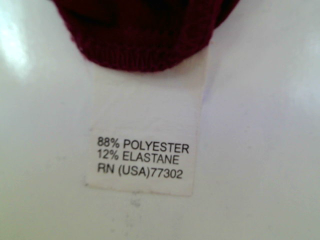 88% POLYESTER
12% ELASTANE
RN (USA)77302